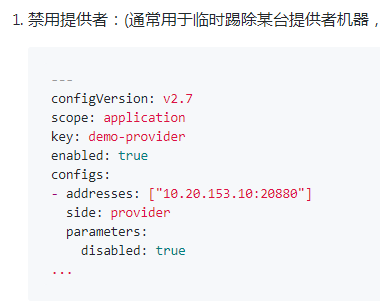 1. 禁用提供者：(通常用于临时踢除某台提供者机器，
---
configVersion: v2.7
scope: application
key: demo-provider
enabled: true
configs:
- addresses: ["10.20.153.10:20880"]
  side: provider
  parameters:
    disabled: true
...